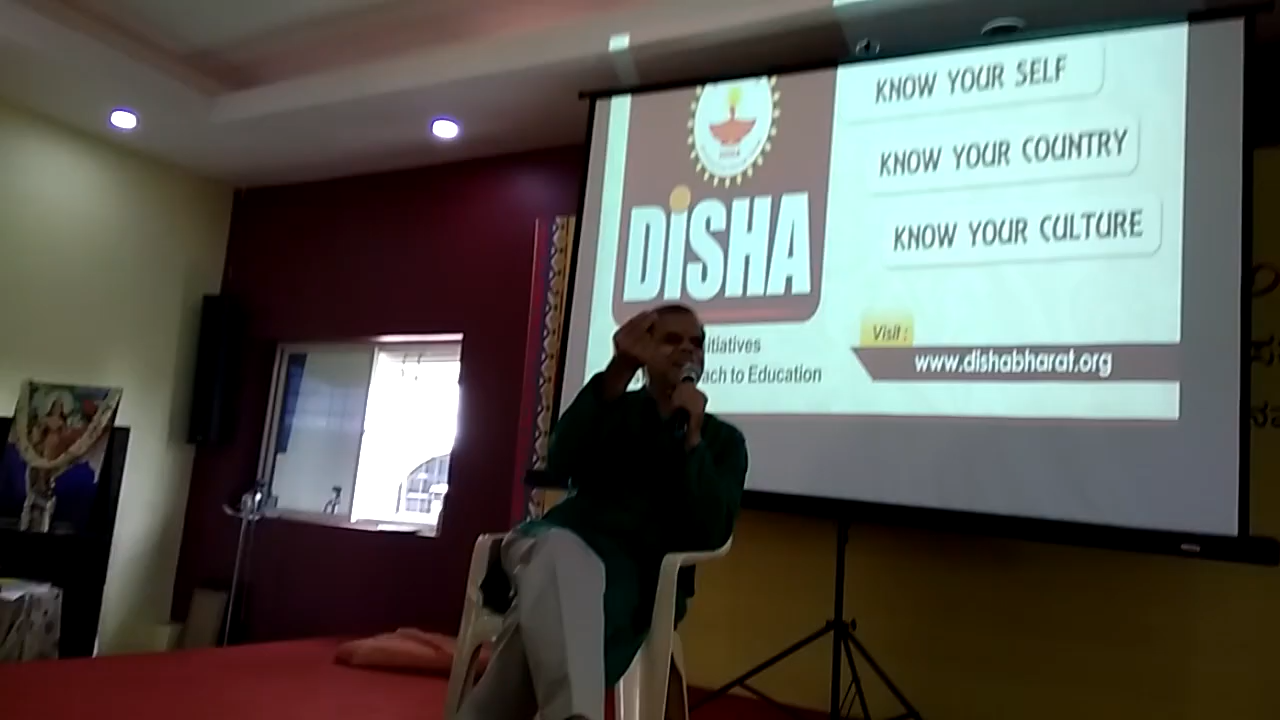 DiSHA
itiatives
ach to Education
KNOW YOUR SELF
KNOW YOUR COUNTRY
KNOW YOUR CULTURE
Visit :
www.dishabharat.org